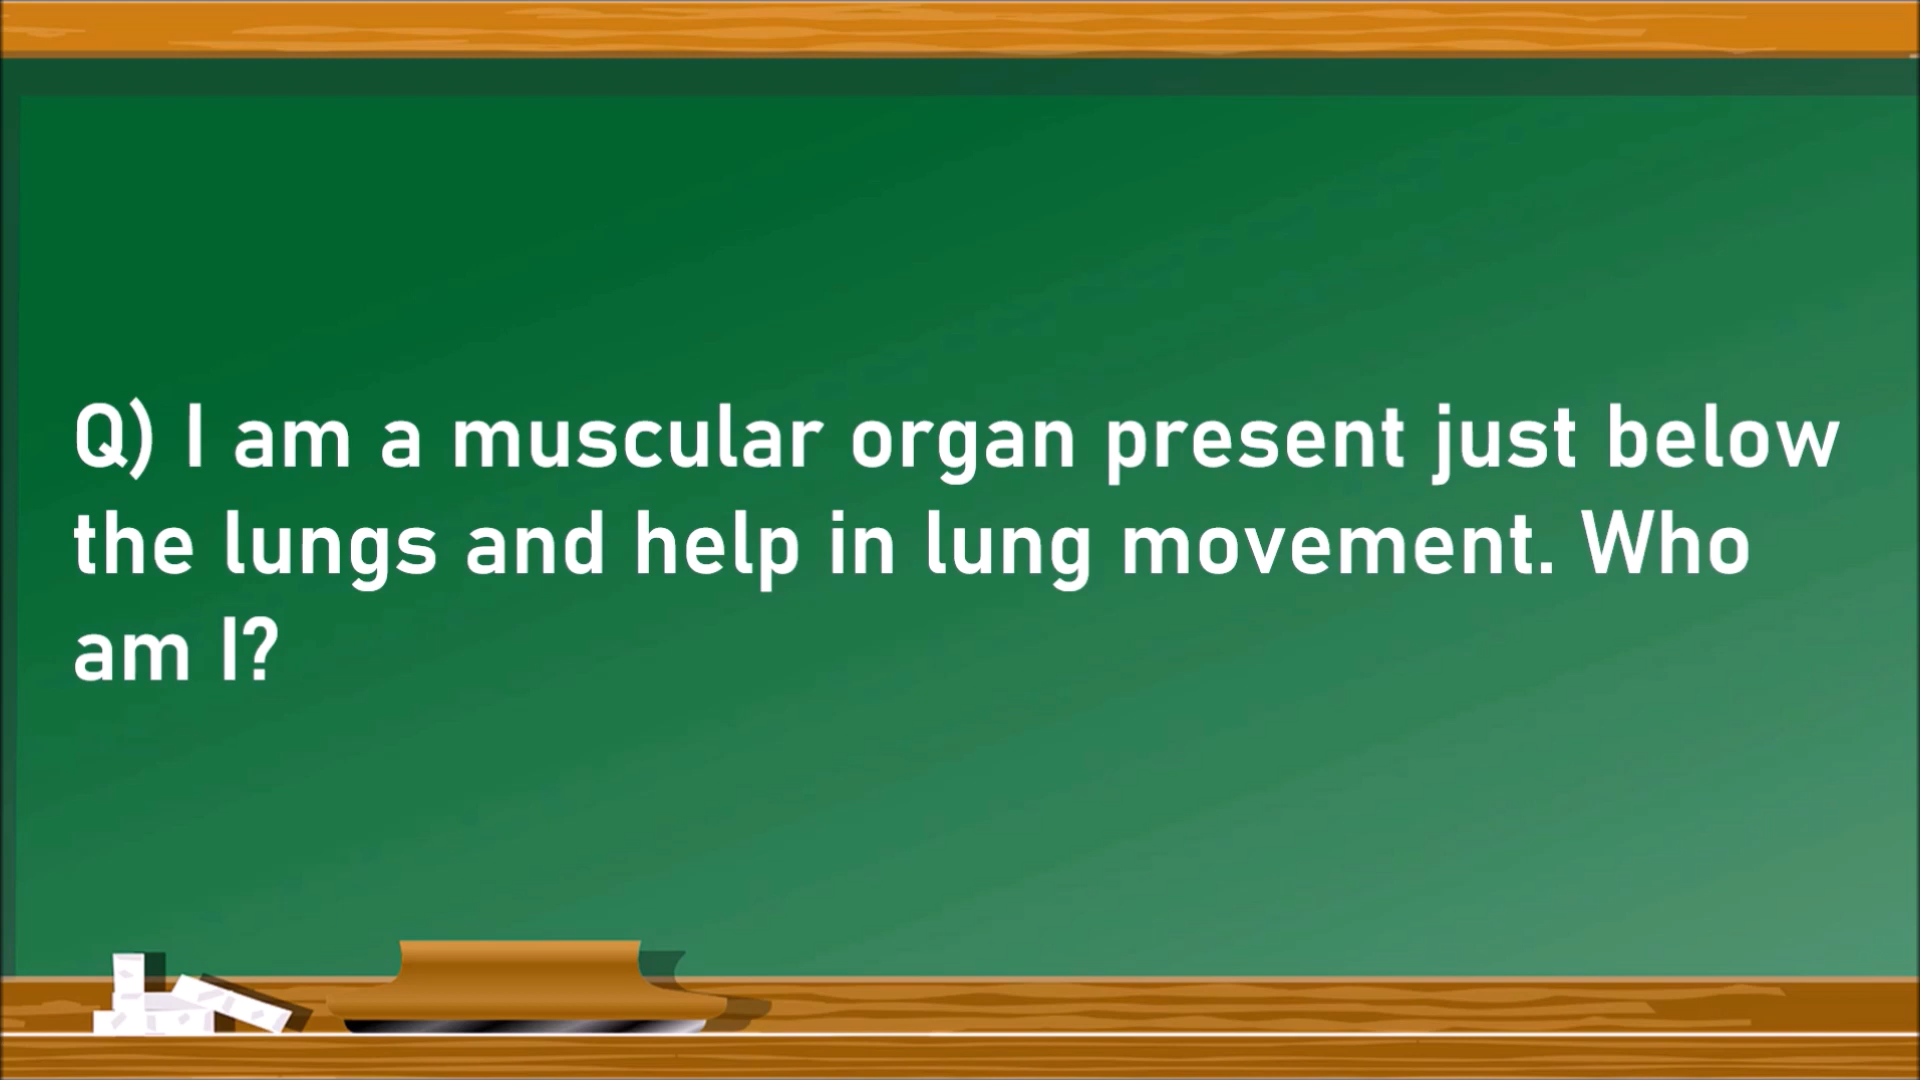 Q) I am a muscular organ present just below
the lungs and help in lung movement. Who
am I?